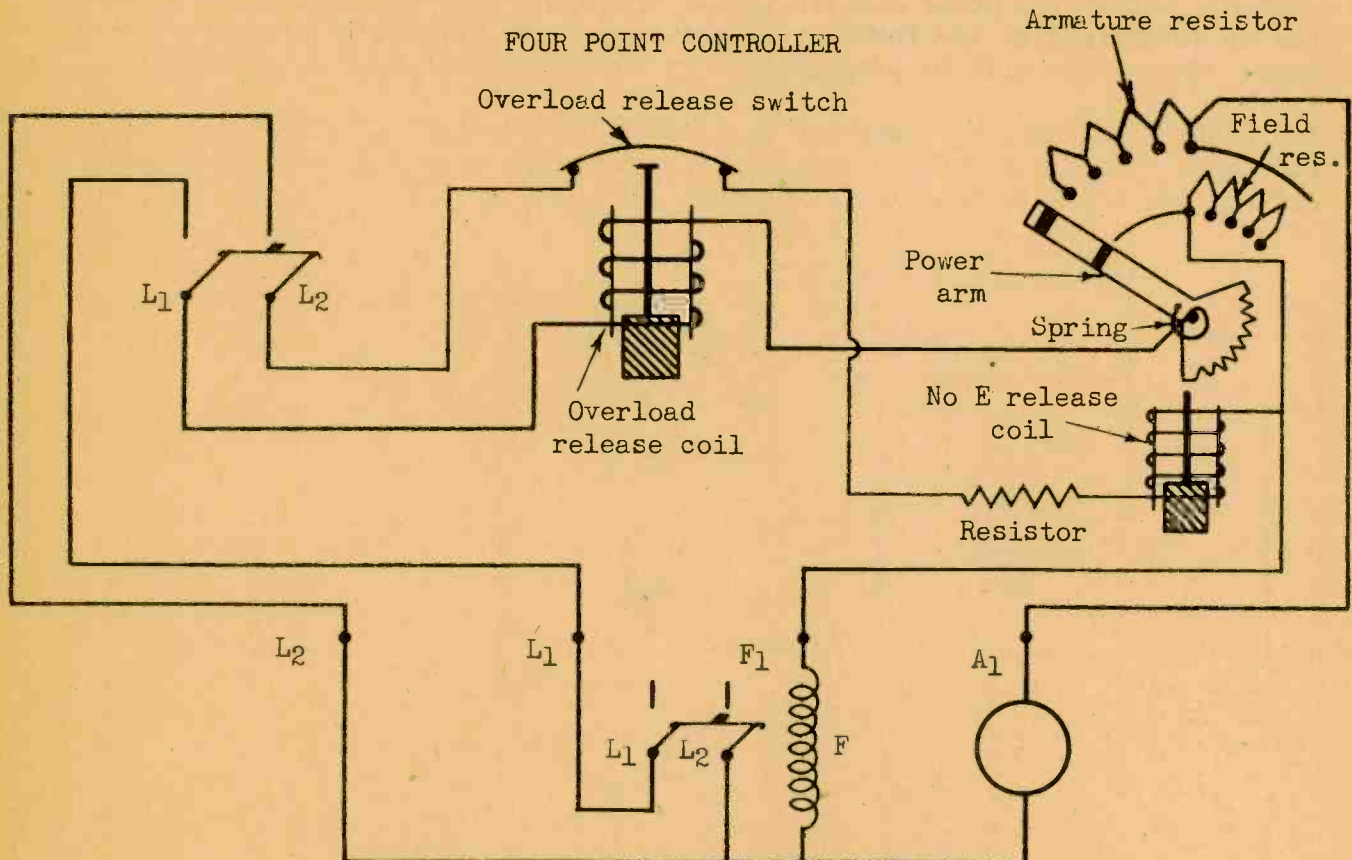 Armature resistor
FOUR POINT CONTROLLER
Overload release switch
Field
res.
Power
arm
L1
L2
Spring
No E release
coil
Overload
release coil
Resistor
L2
L1
F1
A1
L1
L2
F